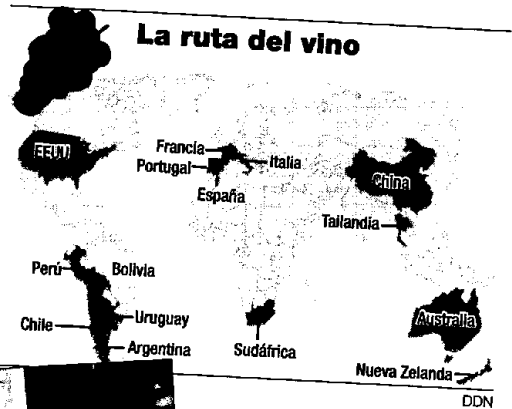 La ruta del vino
EEUU
Francia
Portugal
Italia
España
China
Tailandia
Perú
Bolivia
Chile
Uruguay
Argentina
Sudáfrica
Australia
Nueva Zelanda
DDN